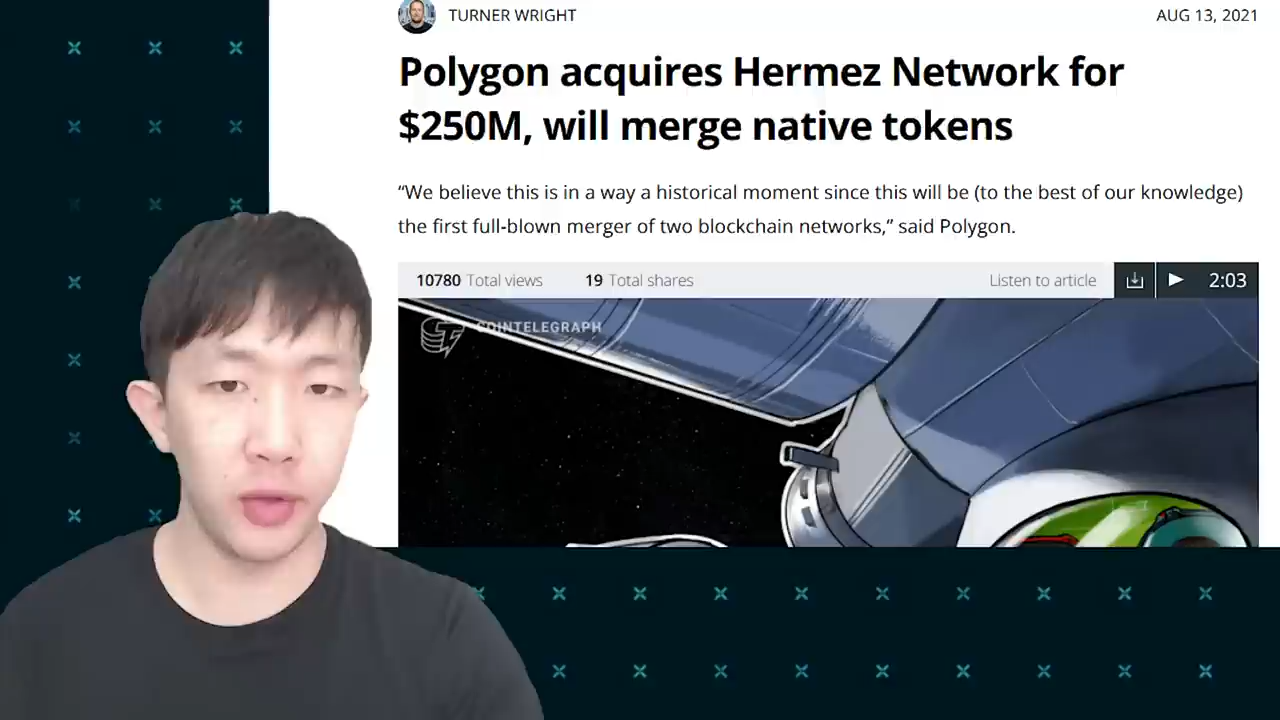 TURNER WRIGHT
AUG 13, 2021
Polygon acquires Hermez Network for
$250M, will merge native tokens
“We believe this is in a way a historical moment since this will be (to the best of our knowledge)
the first full-blown merger of two blockchain networks,” said Polygon.
10780 Total views
19 Total shares
Listen to article
2:03
COINTELEGRAPH